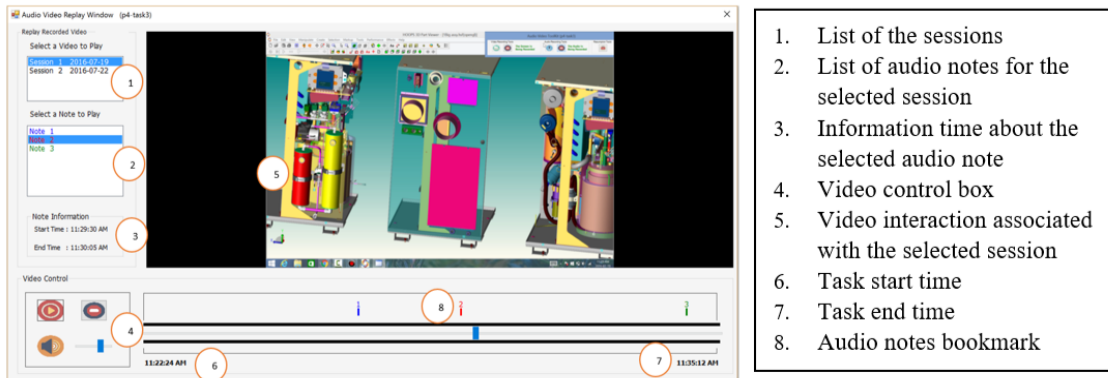 Audio Video Replay Window (p4-task3)
Replay Recorded Video
Select a Video to Play
Session 1 2016-07-19
Session 2 2016-07-22
1
Select a Note to Play
Note 1
Note 2
Note 3
2
Note Information
Start Time : 11:29:30 AM
End Time : 11:30:05 AM
3
5
Video Control
4
1
8
2
3
11:22:24 AM
6
7
11:35:12 AM
1. List of the sessions
2. List of audio notes for the
selected session
3. Information time about the
selected audio note
4. Video control box
5. Video interaction associated
with the selected session
6. Task start time
7. Task end time
8. Audio notes bookmark